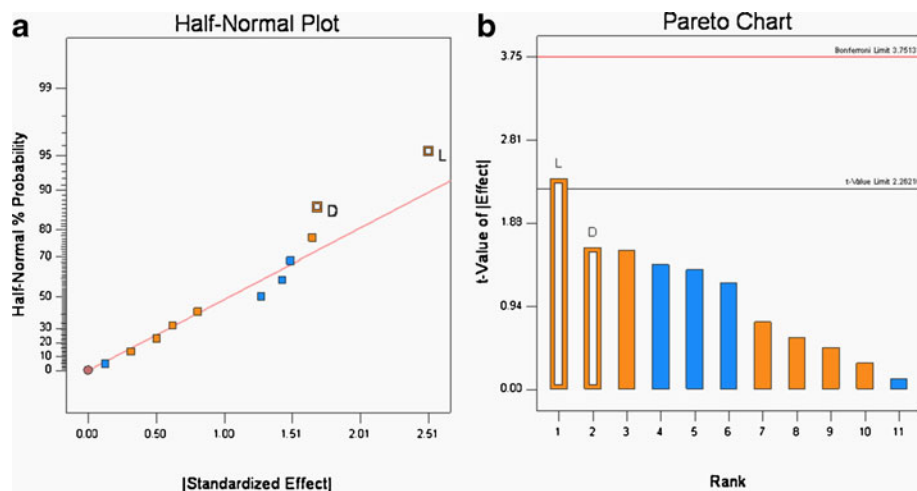 a
Half-Normal Plot
Half-Normal % Probability
99
95
90
80
70
50
30
20
10
0
L
D
0.00 0.50 1.00 1.51 2.01 2.51
|Standardized Effect|
b
Pareto Chart
t-Value of |Effect|
3.75
2.81
1.83
0.94
0.00
Bonferroni Limit 3.7513
t-Value Limit 2.26216
L
D
1 2 3 4 5 6 7 8 9 10 11
Rank